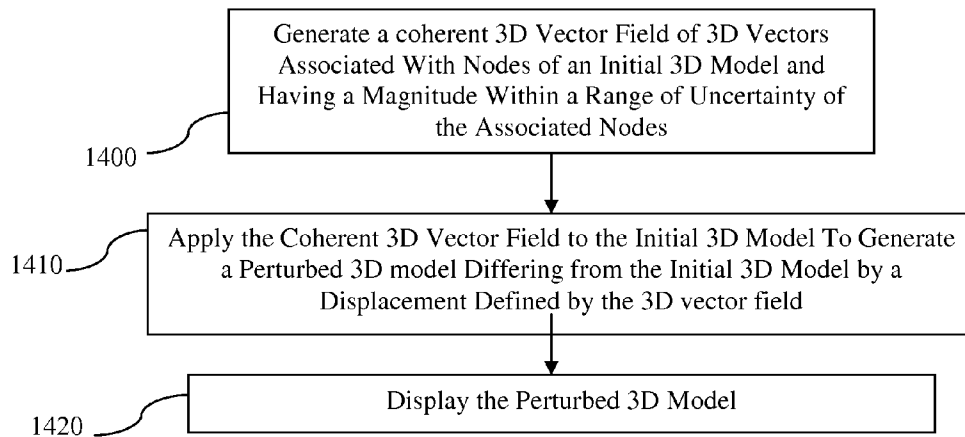 Generate a coherent 3D Vector Field of 3D Vectors
Associated With Nodes of an Initial 3D Model and
Having a Magnitude Within a Range of Uncertainty of
the Associated Nodes
1400
Apply the Coherent 3D Vector Field to the Initial 3D Model To Generate
a Perturbed 3D model Differing from the Initial 3D Model by a
Displacement Defined by the 3D vector field
1410
Display the Perturbed 3D Model
1420